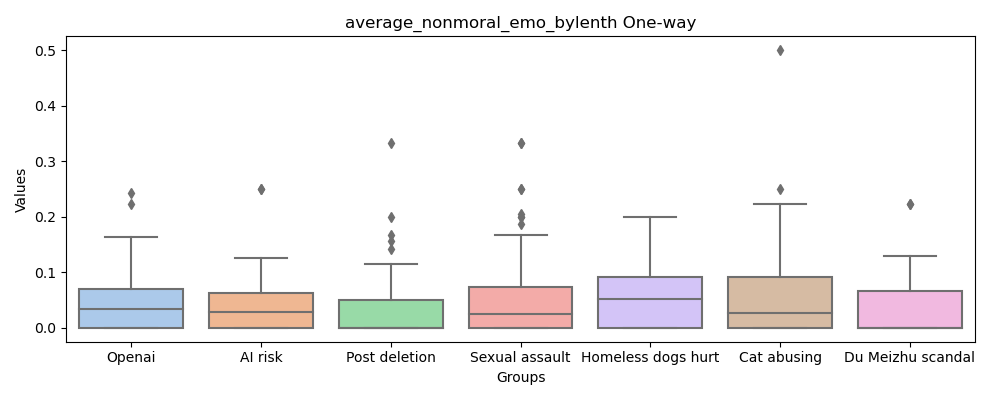 average_nonmoral_emo_bylenth One-way
Values
0.5
0.4
0.3
0.2
0.1
0.0
Openai
AI risk
Post deletion
Sexual assault
Homeless dogs hurt
Cat abusing
Du Meizhu scandal
Groups